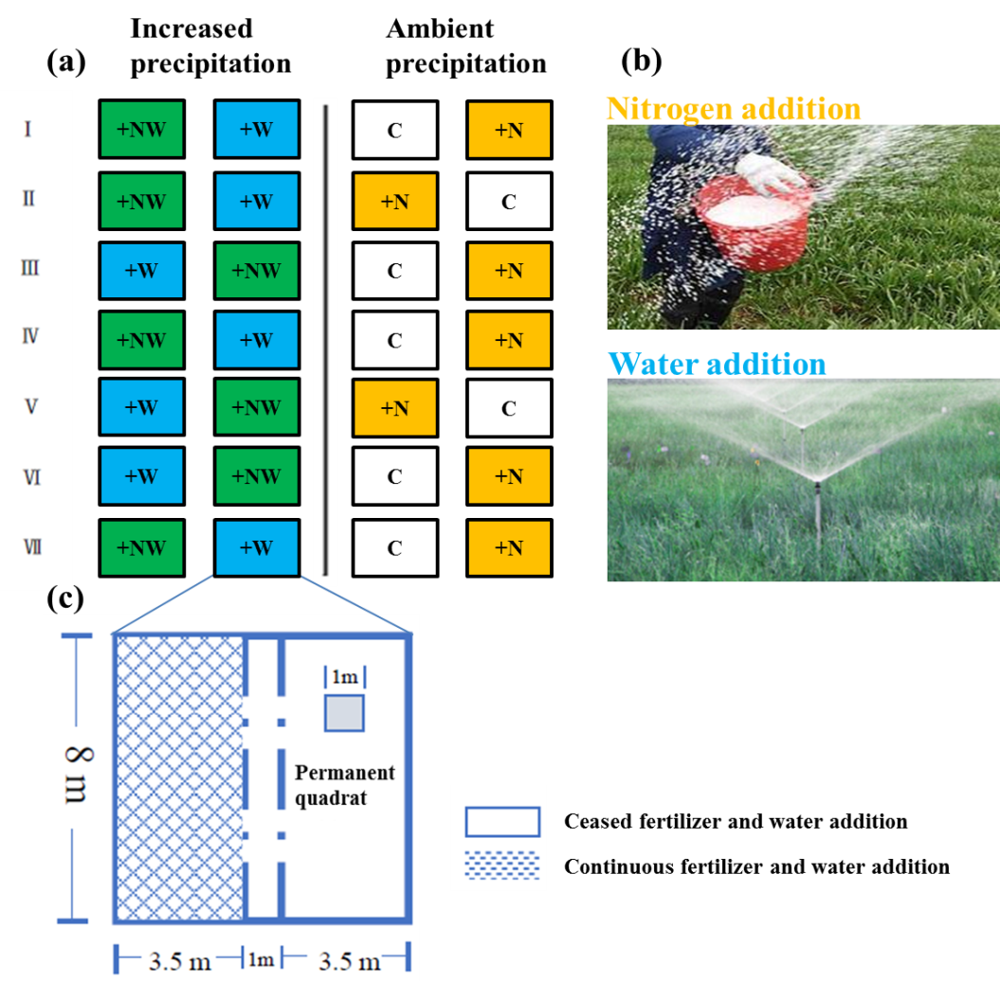 (a)
Increased
precipitation
Ambient
precipitation
Ⅰ +NW +W C +N
Ⅱ +NW +W +N C
Ⅲ +W +NW C +N
Ⅳ +NW +W C +N
Ⅴ +W +NW +N C
Ⅵ +W +NW C +N
Ⅶ +NW +W C +N
(b)
Nitrogen addition
Water addition
(c)
8 m
1m
Permanent
quadrat
3.5 m 1m 3.5 m
Ceased fertilizer and water addition
Continuous fertilizer and water addition